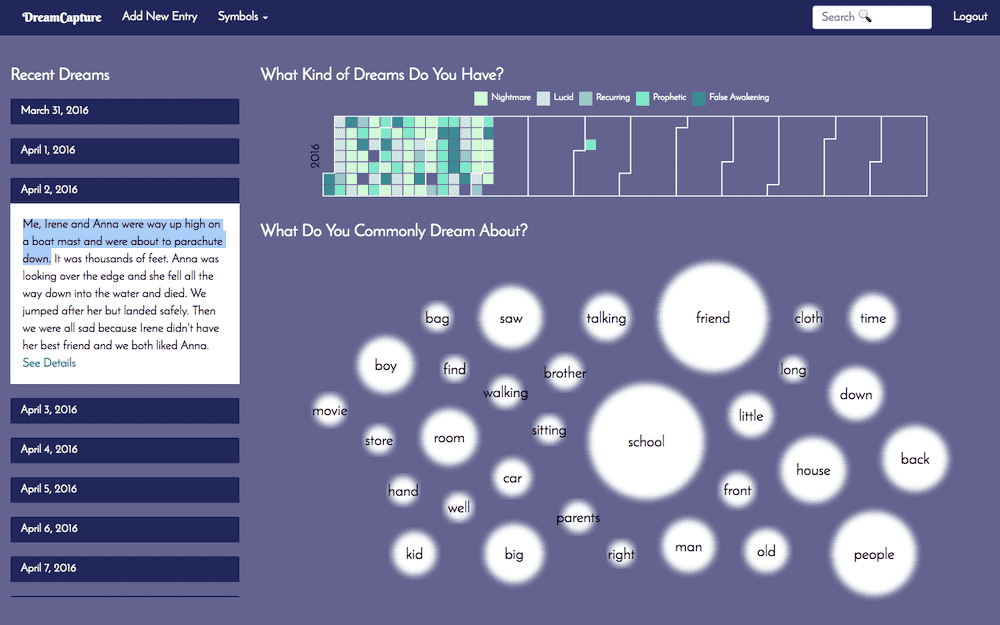 DreamCapture Add New Entry Symbols Search Logout
Recent Dreams
March 31, 2016
April 1, 2016
April 2, 2016
Me, Irene and Anna were way up high on
a boat mast and were about to parachute
down. It was thousands of feet. Anna was
looking over the edge and she fell all the
way down into the water and died. We
jumped after her but landed safely. Then
we were all sad because Irene didn't have
her best friend and we both liked Anna.
See Details
April 3, 2016
April 4, 2016
April 5, 2016
April 6, 2016
April 7, 2016
What Kind of Dreams Do You Have?
Nightmare Lucid Recurring Prophetic False Awakening
2016
What Do You Commonly Dream About?
bag saw talking friend cloth time
boy find brother long
walking down
movie little
store room sitting school
car house back
hand well front
parents
kid big right man old people